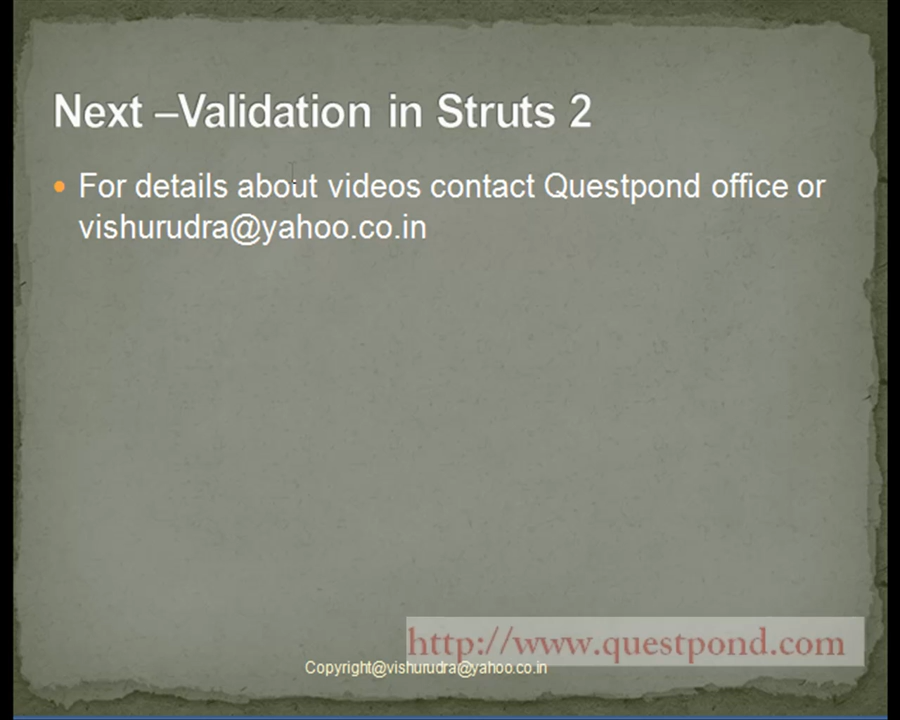 Next –Validation in Struts 2
For details about videos contact Questpond office or
vishurudra@yahoo.co.in
http://www.questpond.com
Copyright@vishurudra@yahoo.co.in